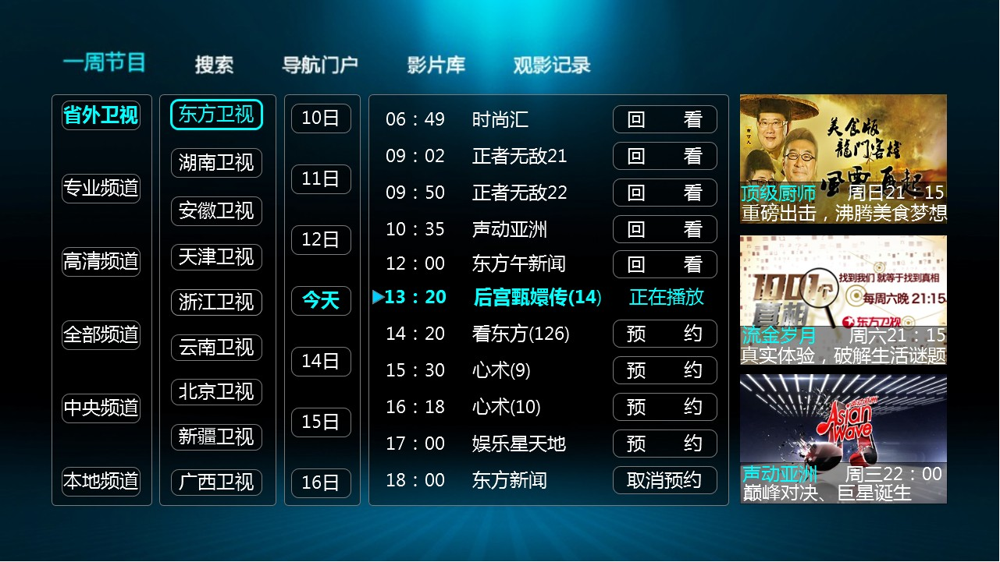 一周节目
搜索
导航门户
影片库
观影记录
省外卫视
专业频道
高清频道
全部频道
中央频道
本地频道
东方卫视
湖南卫视
安徽卫视
天津卫视
浙江卫视
云南卫视
北京卫视
新疆卫视
广西卫视
10日
11日
12日
今天
14日
15日
16日
06：49 时尚汇 回 看
09：02 正者无敌21 回 看
09：50 正者无敌22 回 看
10：35 声动亚洲 回 看
12：00 东方午新闻 回 看
13：20 后宫甄嬛传(14) 正在播放
14：20 看东方(126) 预 约
15：30 心术(9) 预 约
16：18 心术(10) 预 约
17：00 娱乐星天地 预 约
18：00 东方新闻 取消预约
美食版
龍門客棧
風雲再起
顶级厨师 周日21：15
重磅出击，沸腾美食梦想
找到我们 就等于找到真相
1001个
真相
每周六晚 21:15
东方卫视
流金岁月 周六21：15
真实体验，破解生活谜题
Asian
Wave
声动亚洲 周三22：00
巅峰对决、巨星诞生